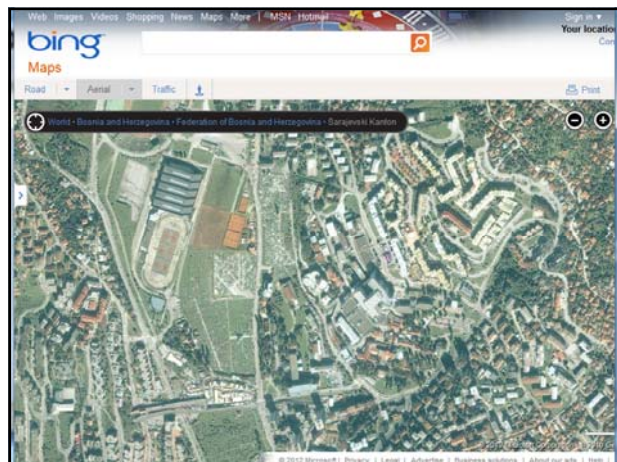 Web Images Videos Shopping News Maps More | MSN Hotmail
Sign in
Your location
bing
Maps
Road Aerial Traffic Print
World • Bosnia and Herzegovina • Federation of Bosnia and Herzegovina • Sarajevski Kanton
© 2012 Microsoft | Privacy | Legal | Advertise | Business solutions | About our ads | Help |